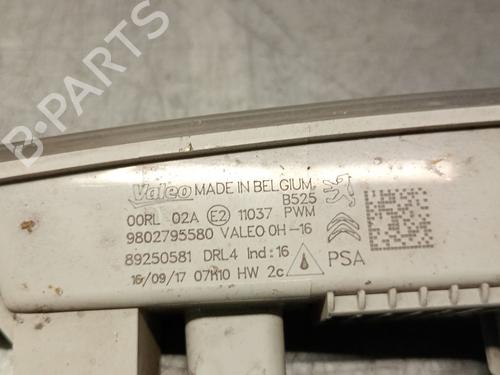 B-PARTS
Valeo MADE IN BELGIUM
B525
00RL 02A E2 11037 PWM
9802795580 VALEO 0H-16
89250581 DRL4 Ind:16
16/09/17 07H10 HW 2c PSA